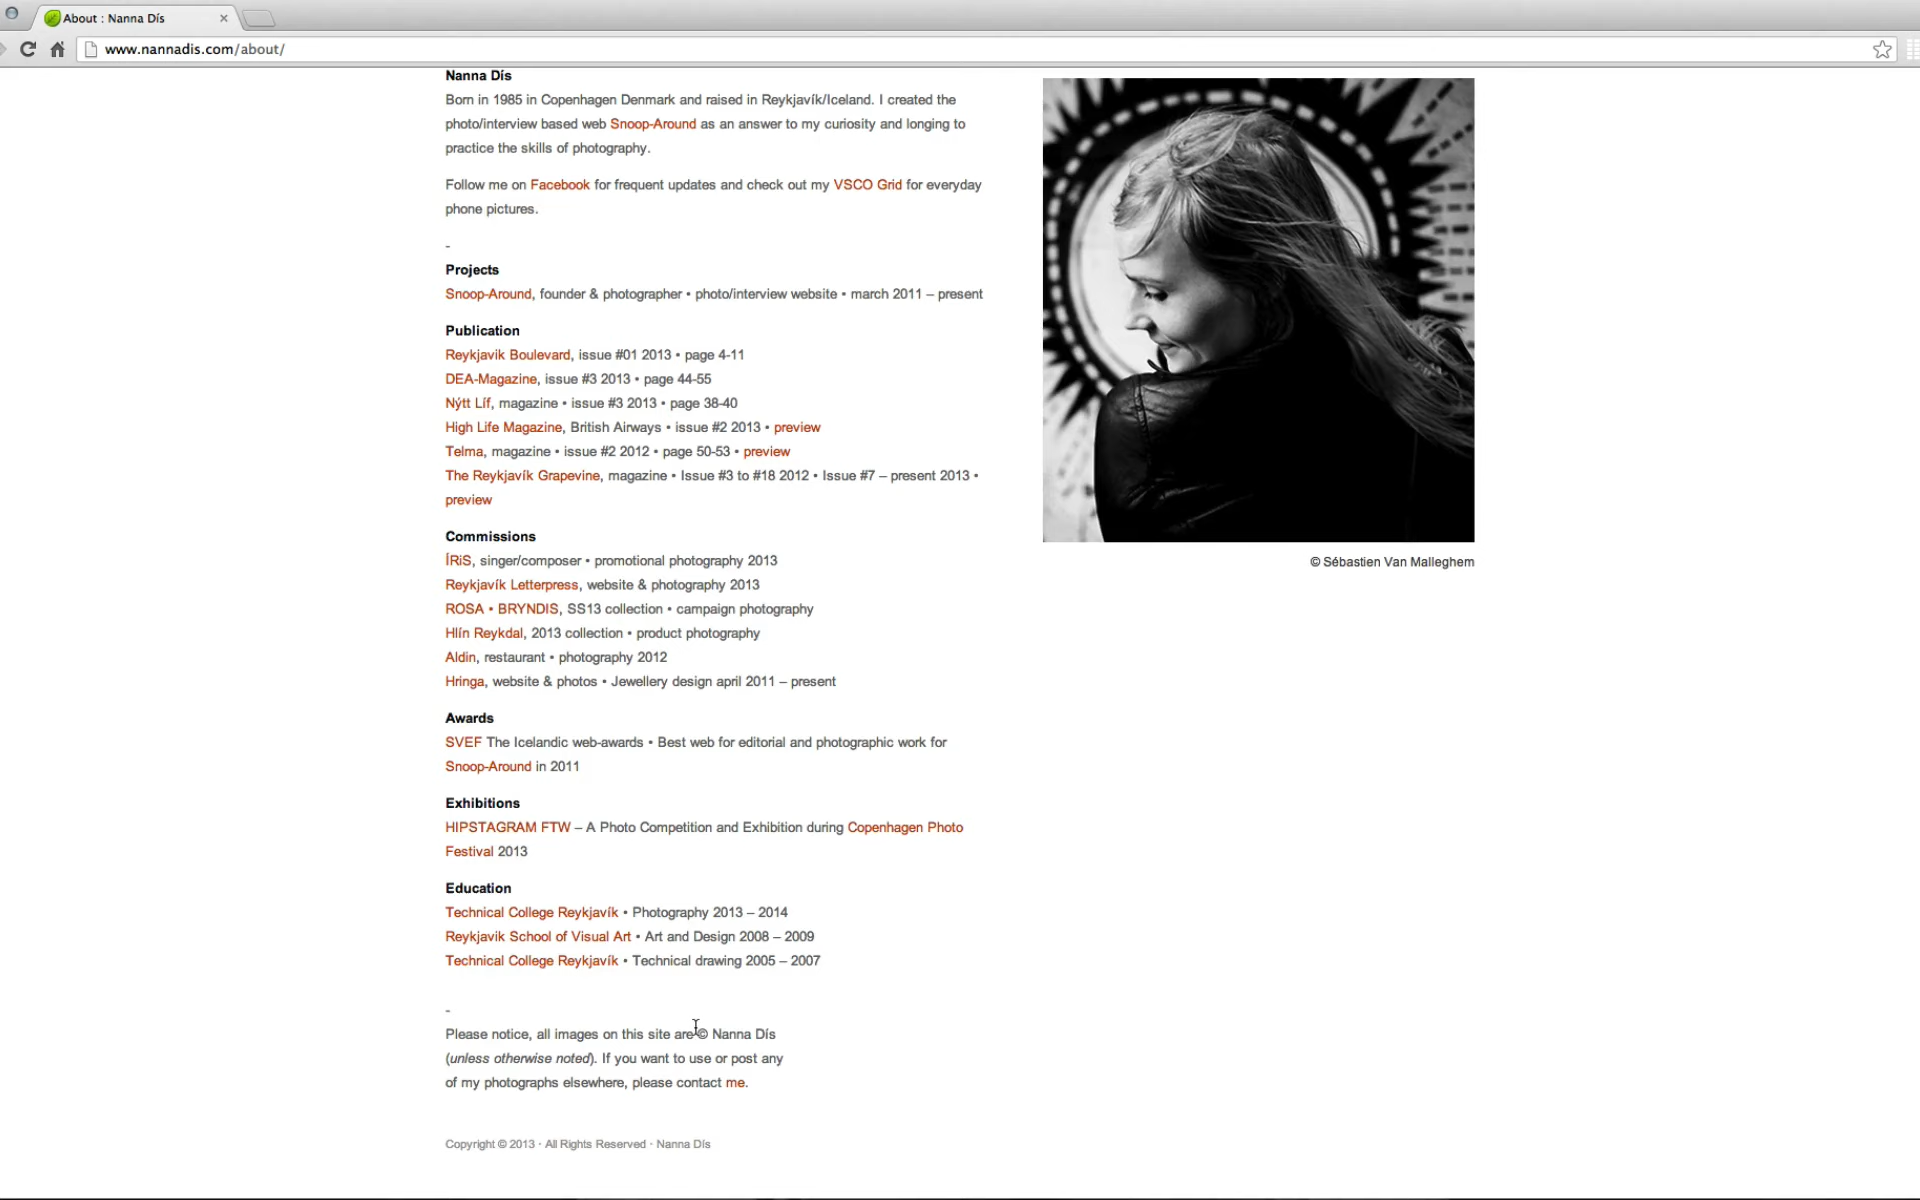 About : Nanna Dís
www.nannadis.com/about/
Nanna Dís
Born in 1985 in Copenhagen Denmark and raised in Reykjavík/Iceland. I created the
photo/interview based web Snoop-Around as an answer to my curiosity and longing to
practice the skills of photography.
Follow me on Facebook for frequent updates and check out my VSCO Grid for everyday
phone pictures.
-
Projects
Snoop-Around, founder & photographer • photo/interview website • march 2011 – present
Publication
Reykjavik Boulevard, issue #01 2013 • page 4-11
DEA-Magazine, issue #3 2013 • page 44-55
Nýtt Líf, magazine • issue #3 2013 • page 38-40
High Life Magazine, British Airways • issue #2 2013 • preview
Telma, magazine • issue #2 2012 • page 50-53 • preview
The Reykjavík Grapevine, magazine • Issue #3 to #18 2012 • Issue #7 – present 2013 •
preview
Commissions
ÍRiS, singer/composer • promotional photography 2013
Reykjavík Letterpress, website & photography 2013
ROSA • BRYNDIS, SS13 collection • campaign photography
Hlín Reykdal, 2013 collection • product photography
Aldin, restaurant • photography 2012
Hringa, website & photos • Jewellery design april 2011 – present
Awards
SVEF The Icelandic web-awards • Best web for editorial and photographic work for
Snoop-Around in 2011
Exhibitions
HIPSTAGRAM FTW – A Photo Competition and Exhibition during Copenhagen Photo
Festival 2013
Education
Technical College Reykjavík • Photography 2013 – 2014
Reykjavik School of Visual Art • Art and Design 2008 – 2009
Technical College Reykjavík • Technical drawing 2005 – 2007
-
Please notice, all images on this site are © Nanna Dís
(unless otherwise noted). If you want to use or post any
of my photographs elsewhere, please contact me.
Copyright © 2013 · All Rights Reserved · Nanna Dís
© Sébastien Van Malleghem